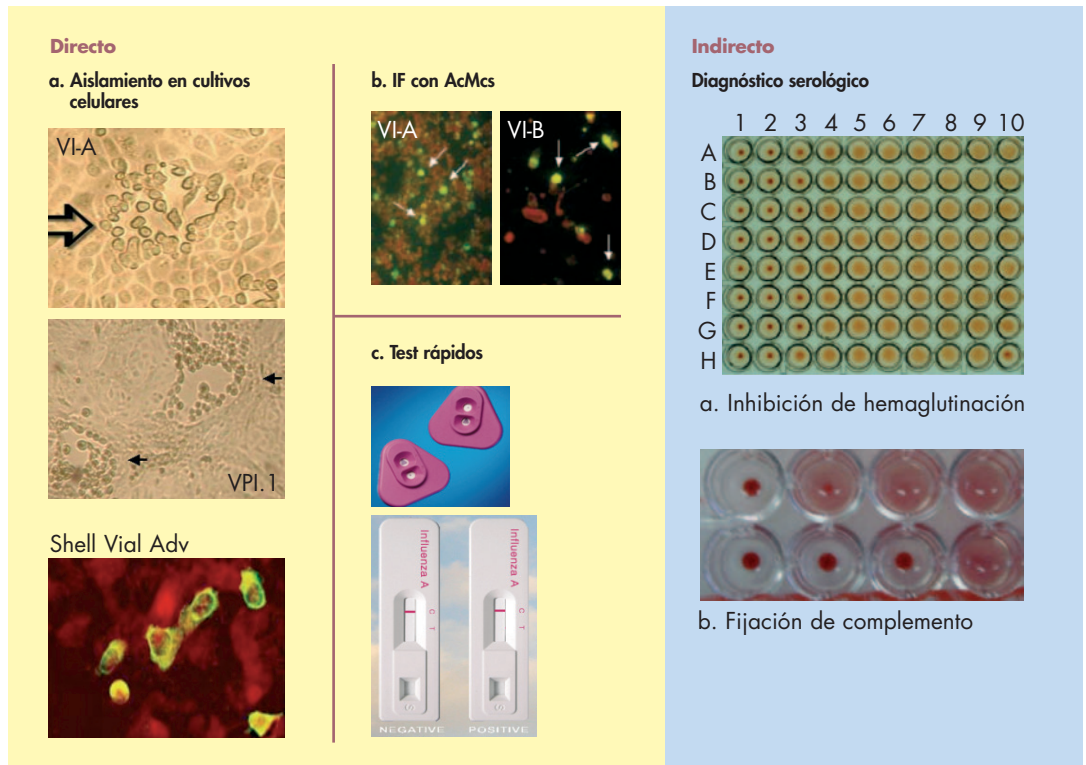 Directo
a. Aislamiento en cultivos
celulares
VI-A
VPI.1
Shell Vial Adv
b. IF con AcMcs
VI-A
VI-B
c. Test rápidos
Influenza A
C T
S
NEGATIVE
Influenza A
C T
S
POSITIVE
Indirecto
Diagnóstico serológico
1 2 3 4 5 6 7 8 9 10
A
B
C
D
E
F
G
H
a. Inhibición de hemaglutinación
b. Fijación de complemento